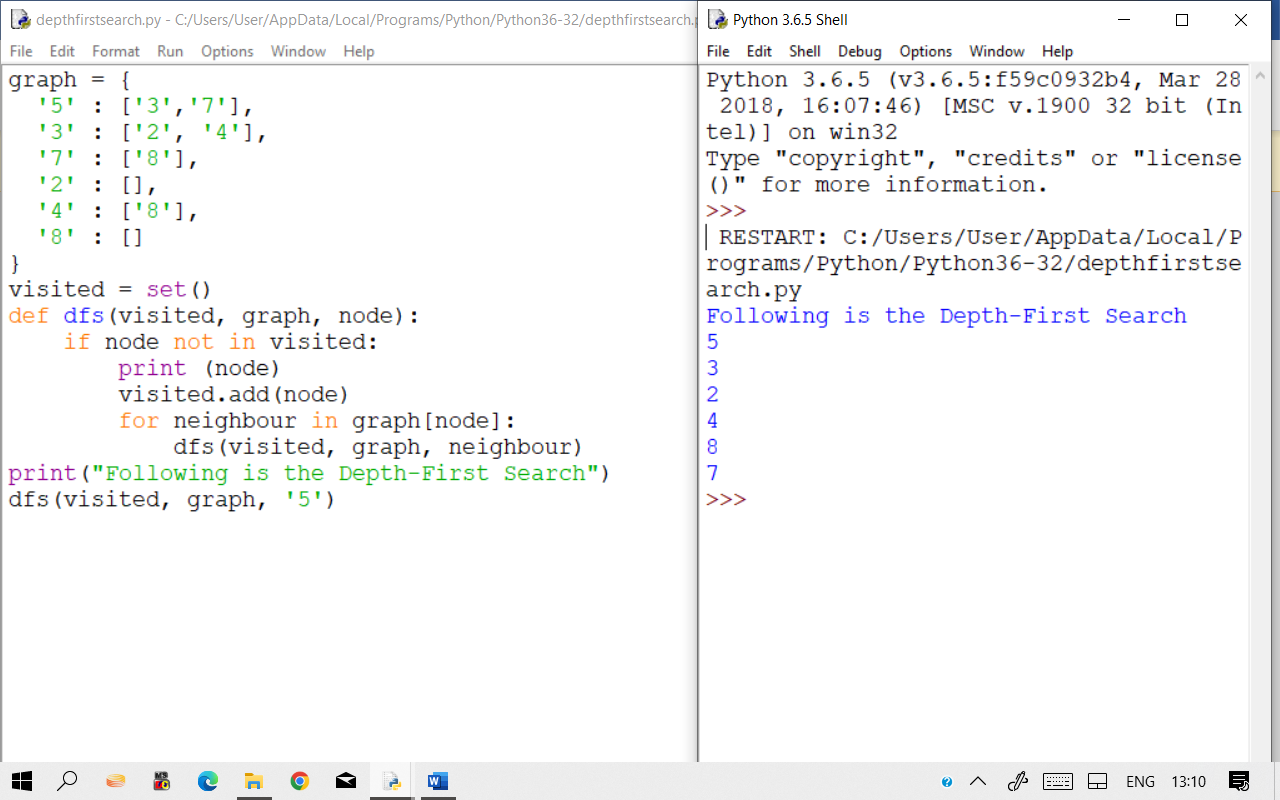 depthfirstsearch.py - C:/Users/User/AppData/Local/Programs/Python/Python36-32/depthfirstsearch.p
File Edit Format Run Options Window Help
graph = {
  '5' : ['3','7'],
  '3' : ['2', '4'],
  '7' : ['8'],
  '2' : [],
  '4' : ['8'],
  '8' : []
}
visited = set()
def dfs(visited, graph, node):
    if node not in visited:
        print (node)
        visited.add(node)
        for neighbour in graph[node]:
            dfs(visited, graph, neighbour)
print("Following is the Depth-First Search")
dfs(visited, graph, '5')
Python 3.6.5 Shell
File Edit Shell Debug Options Window Help
Python 3.6.5 (v3.6.5:f59c0932b4, Mar 28
 2018, 16:07:46) [MSC v.1900 32 bit (In
tel)] on win32
Type "copyright", "credits" or "license
()" for more information.
>>>
 RESTART: C:/Users/User/AppData/Local/P
rograms/Python/Python36-32/depthfirstse
arch.py
Following is the Depth-First Search
5
3
2
4
8
7
>>>
ENG 13:10